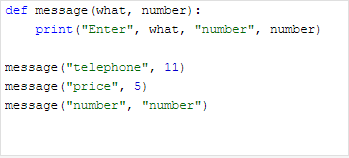 def message(what, number):
    print("Enter", what, "number", number)
message("telephone", 11)
message("price", 5)
message("number", "number")